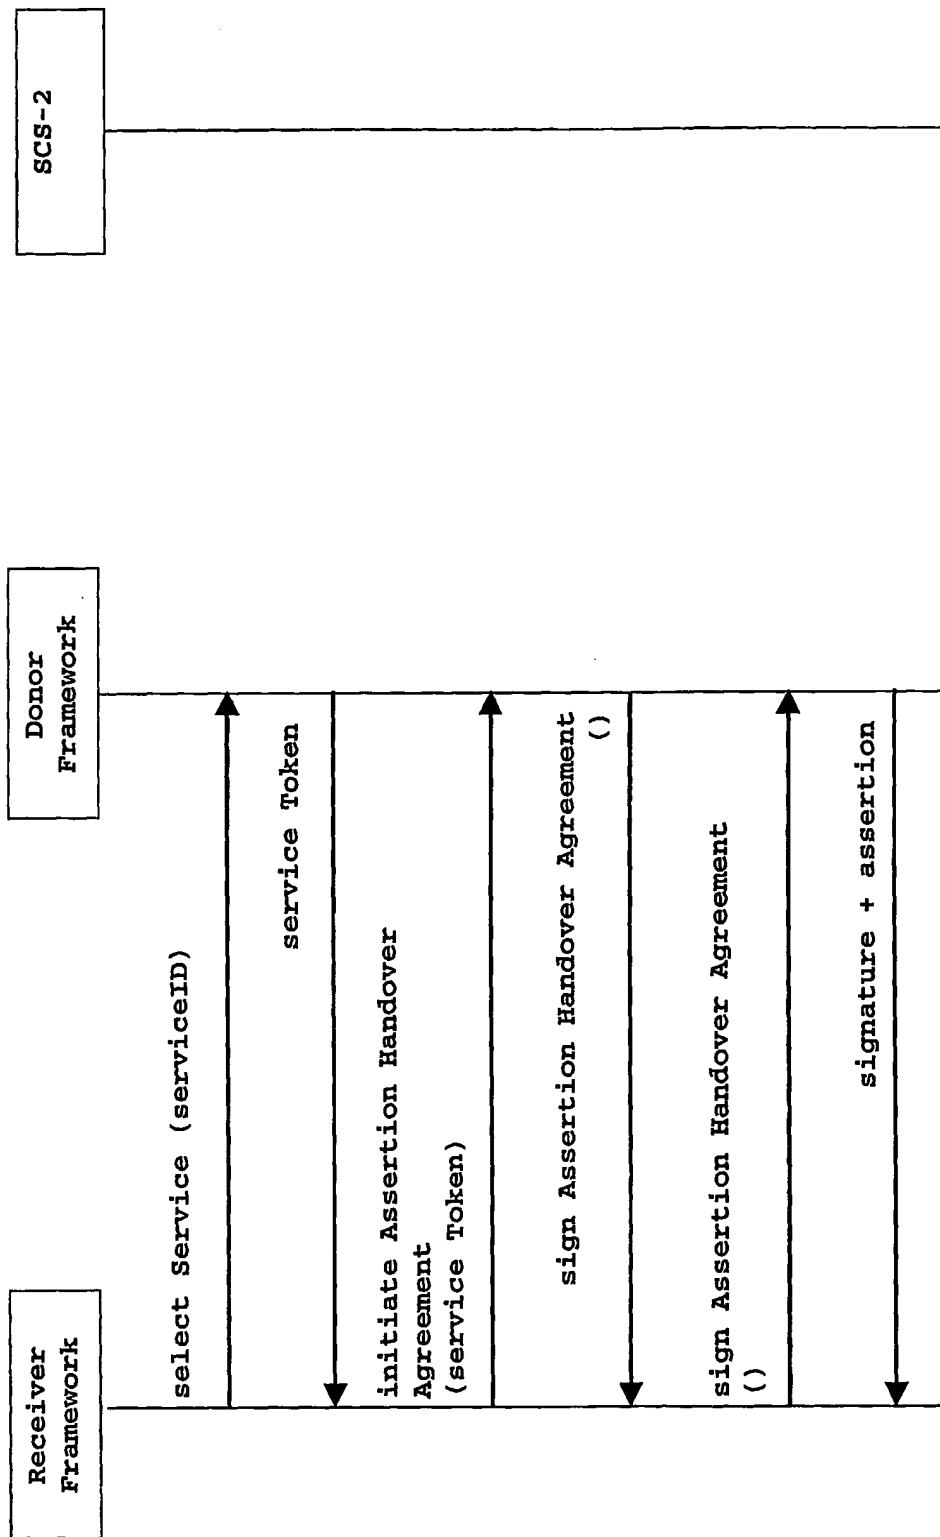 Receiver
Framework
Donor
Framework
SCS-2
select Service (serviceID)
service Token
initiate Assertion Handover
Agreement
(service Token)
sign Assertion Handover Agreement
()
sign Assertion Handover Agreement
()
signature + assertion